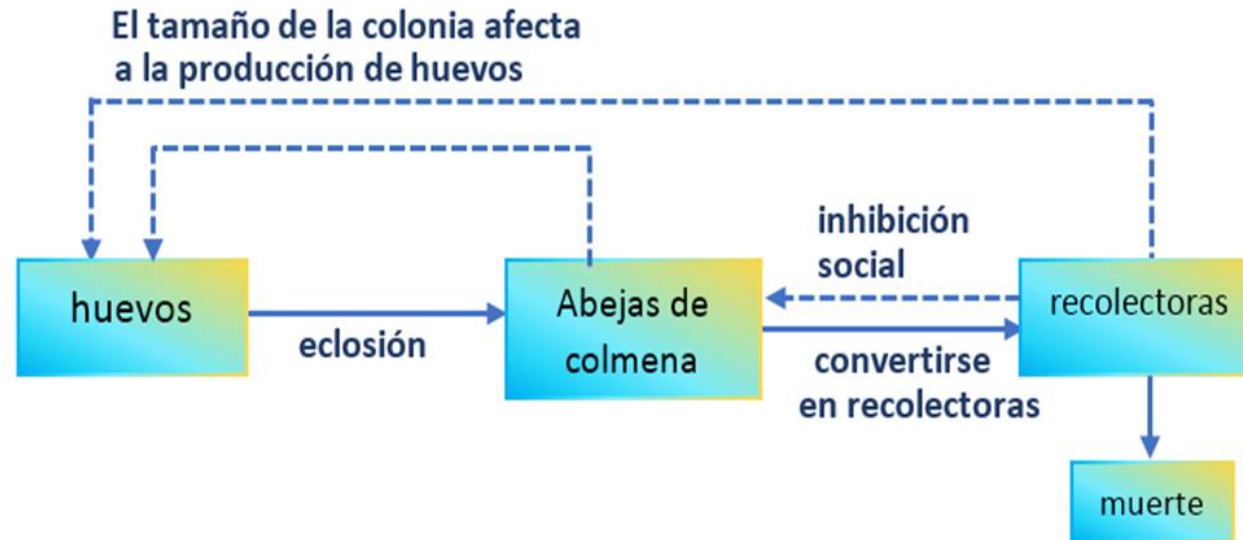 El tamaño de la colonia afecta
a la producción de huevos
huevos
eclosión
Abejas de
colmena
inhibición
social
convertirse
en recolectoras
recolectoras
muerte